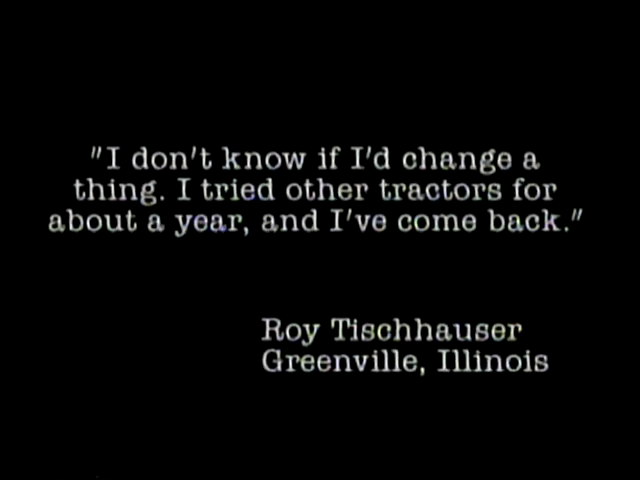 "I don't know if I'd change a
thing. I tried other tractors for
about a year, and I've come back."
Roy Tischhauser
Greenville, Illinois